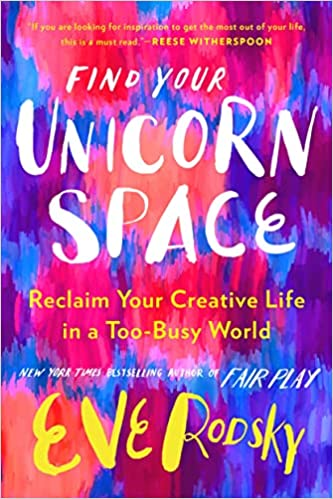 "If you are looking for inspiration to get the most out of your life,
this is a must read."—REESE WITHERSPOON
FIND YOUR
UNICORN
SPACE
Reclaim Your Creative Life
in a Too-Busy World
NEW YORK TIMES BESTSELLING AUTHOR OF FAIR PLAY
EVE RODSKY